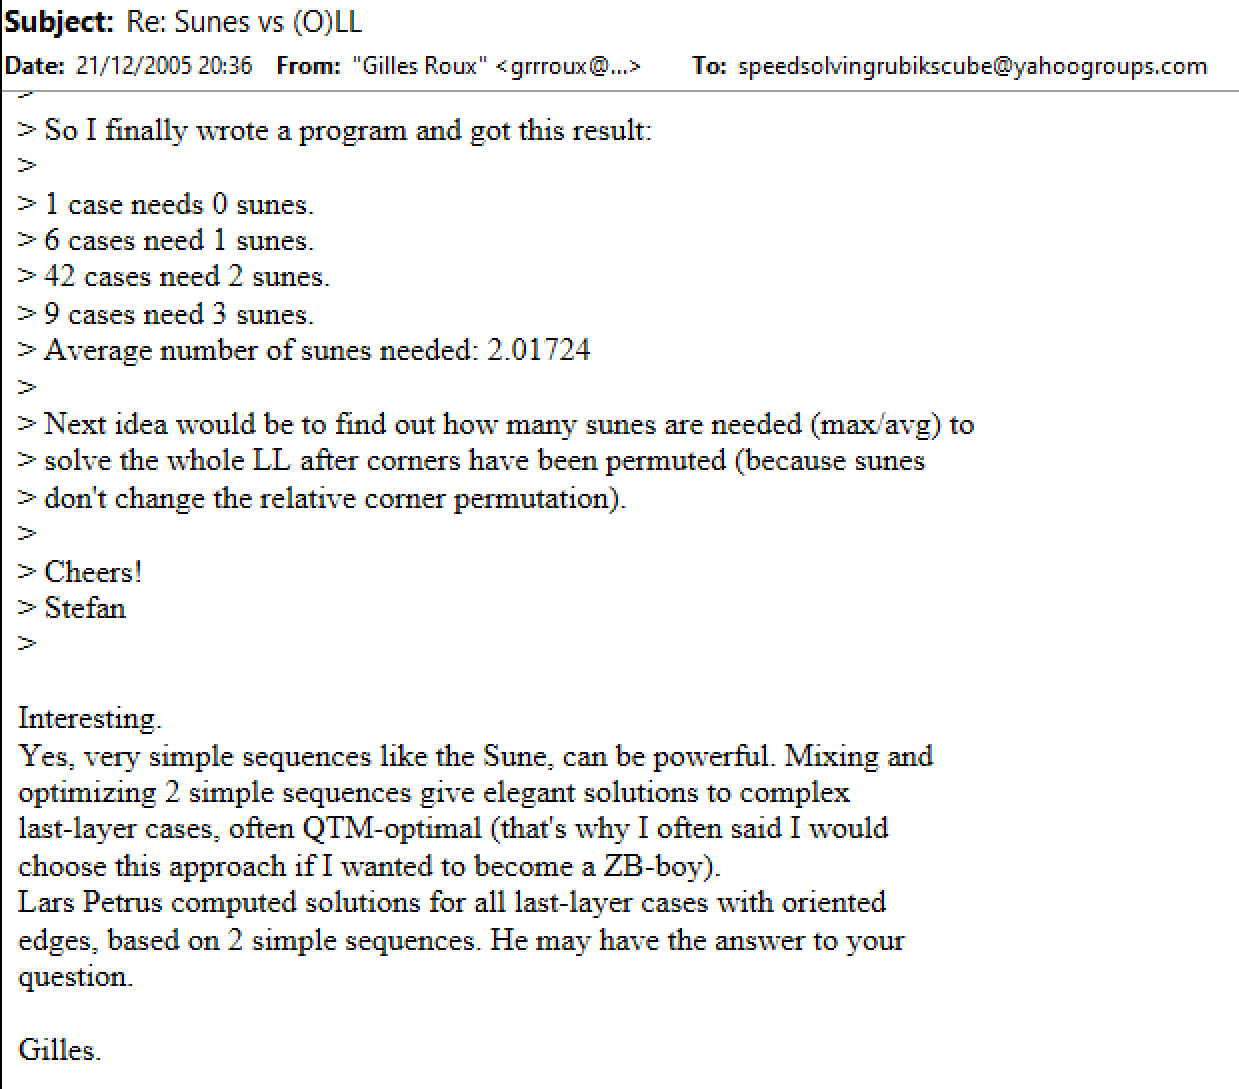 Subject: Re: Sunes vs (O)LL
Date: 21/12/2005 20:36 From: "Gilles Roux" <grrroux@...> To: speedsolvingrubikscube@yahoogroups.com
>
> So I finally wrote a program and got this result:
>
> 1 case needs 0 sunes.
> 6 cases need 1 sunes.
> 42 cases need 2 sunes.
> 9 cases need 3 sunes.
> Average number of sunes needed: 2.01724
>
> Next idea would be to find out how many sunes are needed (max/avg) to
> solve the whole LL after corners have been permuted (because sunes
> don't change the relative corner permutation).
>
> Cheers!
> Stefan
>
Interesting.
Yes, very simple sequences like the Sune, can be powerful. Mixing and
optimizing 2 simple sequences give elegant solutions to complex
last-layer cases, often QTM-optimal (that's why I often said I would
choose this approach if I wanted to become a ZB-boy).
Lars Petrus computed solutions for all last-layer cases with oriented
edges, based on 2 simple sequences. He may have the answer to your
question.
Gilles.